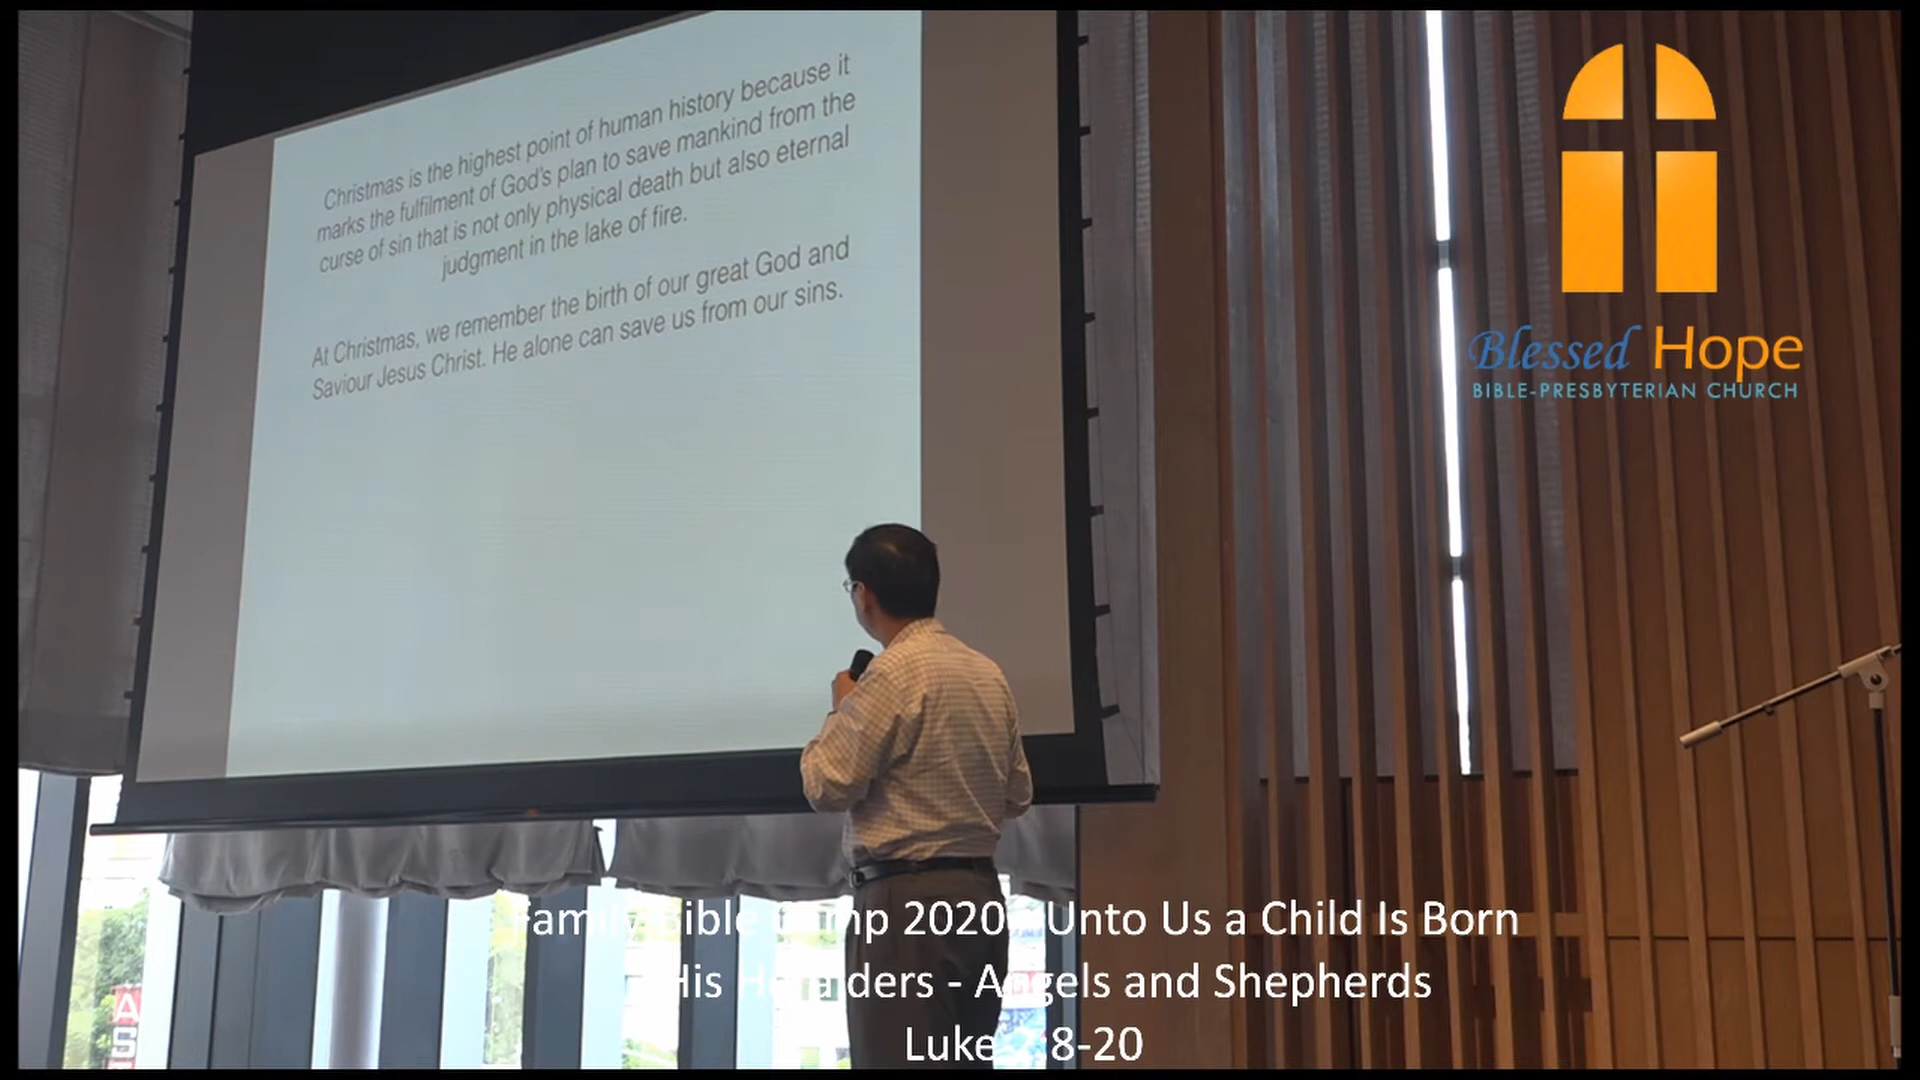 Christmas is the highest point of human history because it
marks the fulfilment of God's plan to save mankind from the
curse of sin that is not only physical death but also eternal
judgment in the lake of fire.
At Christmas, we remember the birth of our great God and
Saviour Jesus Christ. He alone can save us from our sins.
Blessed Hope
BIBLE-PRESBYTERIAN CHURCH
Family Bible Camp 2020 Unto Us a Child Is Born
His - Angels and Shepherds
Luke :8-20